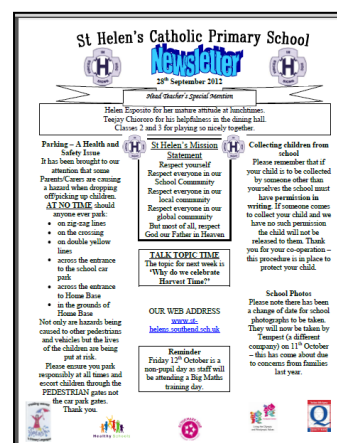 St Helen's Catholic Primary School
Newsletter
28th September 2012
Head Teacher's Special Mention
Helen Esposito for her mature attitude at lunchtimes.
Teejay Chiororo for his helpfulness in the dining hall.
Classes 2 and 3 for playing so nicely together.
Parking – A Health and
Safety Issue
It has been brought to our
attention that some
Parents/Carers are causing
a hazard when dropping
off/picking up children.
AT NO TIME should
anyone ever park:
• on zig-zag lines
• on the crossing
• on double yellow
lines
• across the entrance
to the school car
park
• across the entrance
to Home Base
• in the grounds of
Home Base
Not only are hazards being
caused to other pedestrians
and vehicles but the lives
of the children are being
put at risk.
Please ensure you park
responsibly at all times and
escort children through the
PEDESTRIAN gates not
the car park gates.
Thank you.
St Helen's Mission
Statement
Respect yourself
Respect everyone in our
School Community
Respect everyone in our
local community
Respect everyone in our
global community
But most of all, respect
God our Father in Heaven
TALK TOPIC TIME
The topic for next week is
'Why do we celebrate
Harvest Time?'
OUR WEB ADDRESS
www.st-
helens.southend.sch.uk
Reminder
Friday 12th October is a
non-pupil day as staff will
be attending a Big Maths
training day.
Collecting children from
school
Please remember that if
your child is to be collected
by someone other than
yourselves the school must
have permission in
writing. If someone comes
to collect your child and we
have no such permission
the child will not be
released to them. Thank
you for your co-operation –
this procedure is in place to
protect your child.
School Photos
Please note there has been
a change of date for school
photographs to be taken.
They will now be taken by
Tempest (a different
company) on 11th October
– this has come about due
to concerns from families
last year.
Healthy Schools